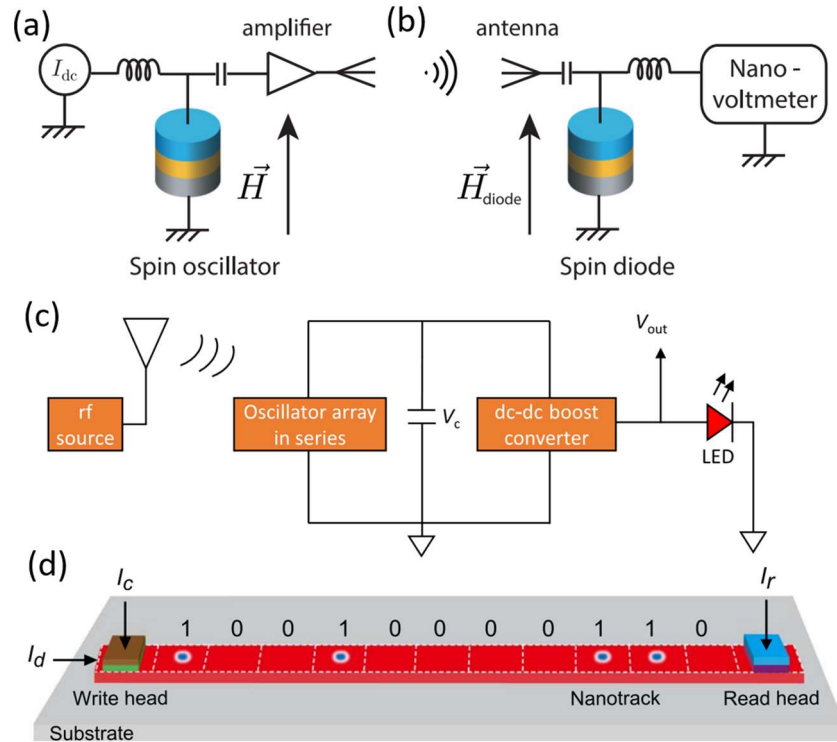 (a)
amplifier
I_dc
H⃗
Spin oscillator
(b)
antenna
Nano -
voltmeter
H⃗_diode
Spin diode
(c)
rf
source
Oscillator array
in series
V_c
dc-dc boost
converter
V_out
LED
(d)
I_c
I_r
1 0 0 1 0 0 0 0 1 1 0
I_d
Write head
Nanotrack
Read head
Substrate